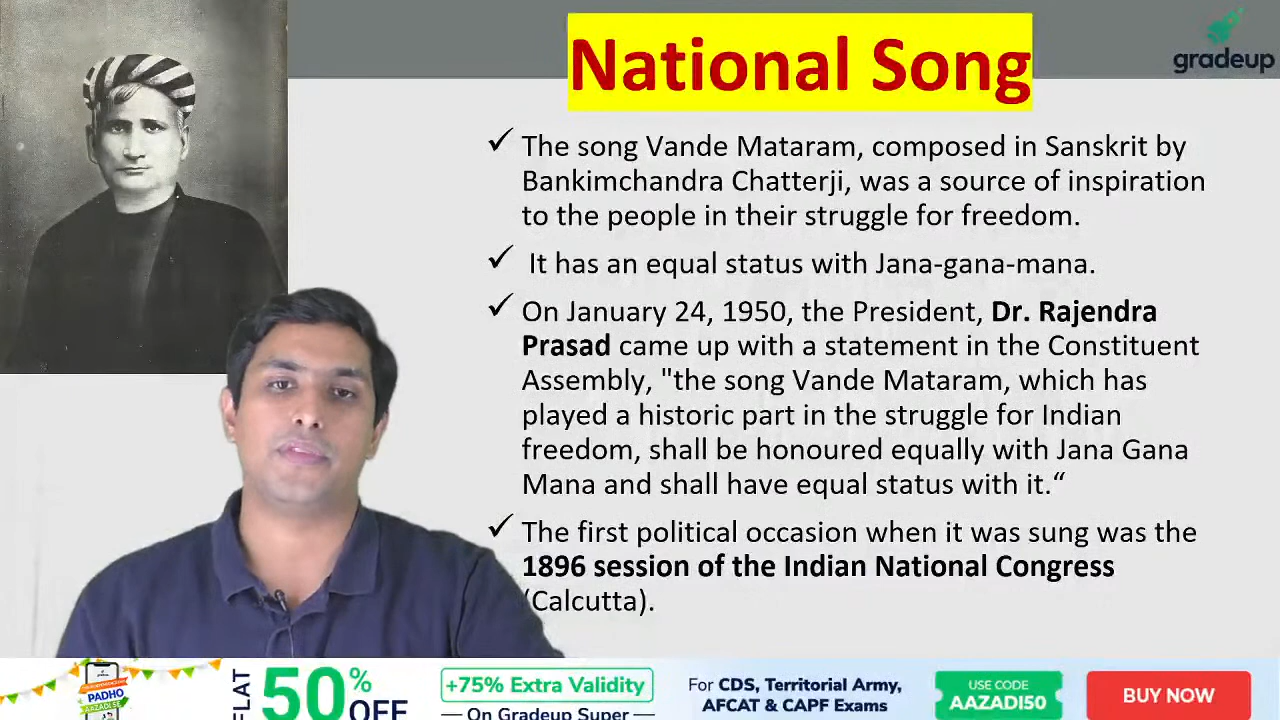 National Song
gradeup
✓ The song Vande Mataram, composed in Sanskrit by
Bankimchandra Chatterji, was a source of inspiration
to the people in their struggle for freedom.
✓ It has an equal status with Jana-gana-mana.
✓ On January 24, 1950, the President, Dr. Rajendra
Prasad came up with a statement in the Constituent
Assembly, "the song Vande Mataram, which has
played a historic part in the struggle for Indian
freedom, shall be honoured equally with Jana Gana
Mana and shall have equal status with it.“
✓ The first political occasion when it was sung was the
1896 session of the Indian National Congress
(Calcutta).
gradeup
PADHO
AAZADI SE
FLAT
50% OFF
+75% Extra Validity
On Gradeup Super
For CDS, Territorial Army,
AFCAT & CAPF Exams
USE CODE
AAZADI50
BUY NOW